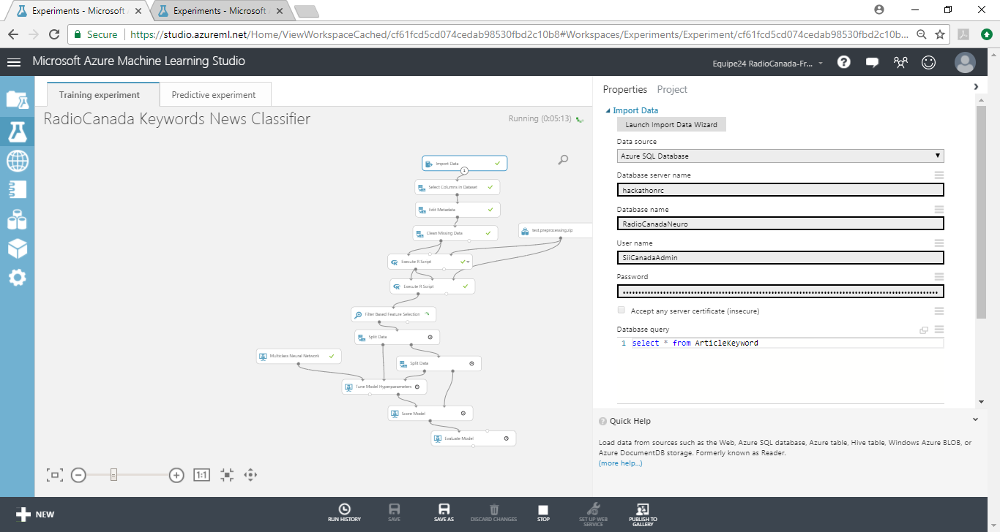 Experiments - Microsoft
Experiments - Microsoft
Secure
https://studio.azureml.net/Home/ViewWorkspaceCached/cf61fcd5cd074cedab98530fbd2c10b8#Workspaces/Experiments/Experiment/cf61fcd5cd074cedab98530fbd2c10b...
Microsoft Azure Machine Learning Studio
Equipe24 RadioCanada-Fr...
Training experiment
Predictive experiment
RadioCanada Keywords News Classifier
Running (0:05:13)
Import Data
1
Select Columns in Dataset
Edit Metadata
Clean Missing Data
text.preprocessing.zip
Execute R Script
Execute R Script
Filter Based Feature Selection
Split Data
Multiclass Neural Network
Split Data
Tune Model Hyperparameters
Score Model
Evaluate Model
1:1
Properties
Project
Import Data
Launch Import Data Wizard
Data source
Azure SQL Database
Database server name
hackathonrc
Database name
RadioCanadaNeuro
User name
SiiCanadaAdmin
Password
Accept any server certificate (insecure)
Database query
1 select * from ArticleKeyword
Quick Help
Load data from sources such as the Web, Azure SQL database, Azure table, Hive table, Windows Azure BLOB, or
Azure DocumentDB storage. Formerly known as Reader.
(more help...)
NEW
RUN HISTORY
SAVE
SAVE AS
DISCARD CHANGES
STOP
SET UP WEB
SERVICE
PUBLISH TO
GALLERY